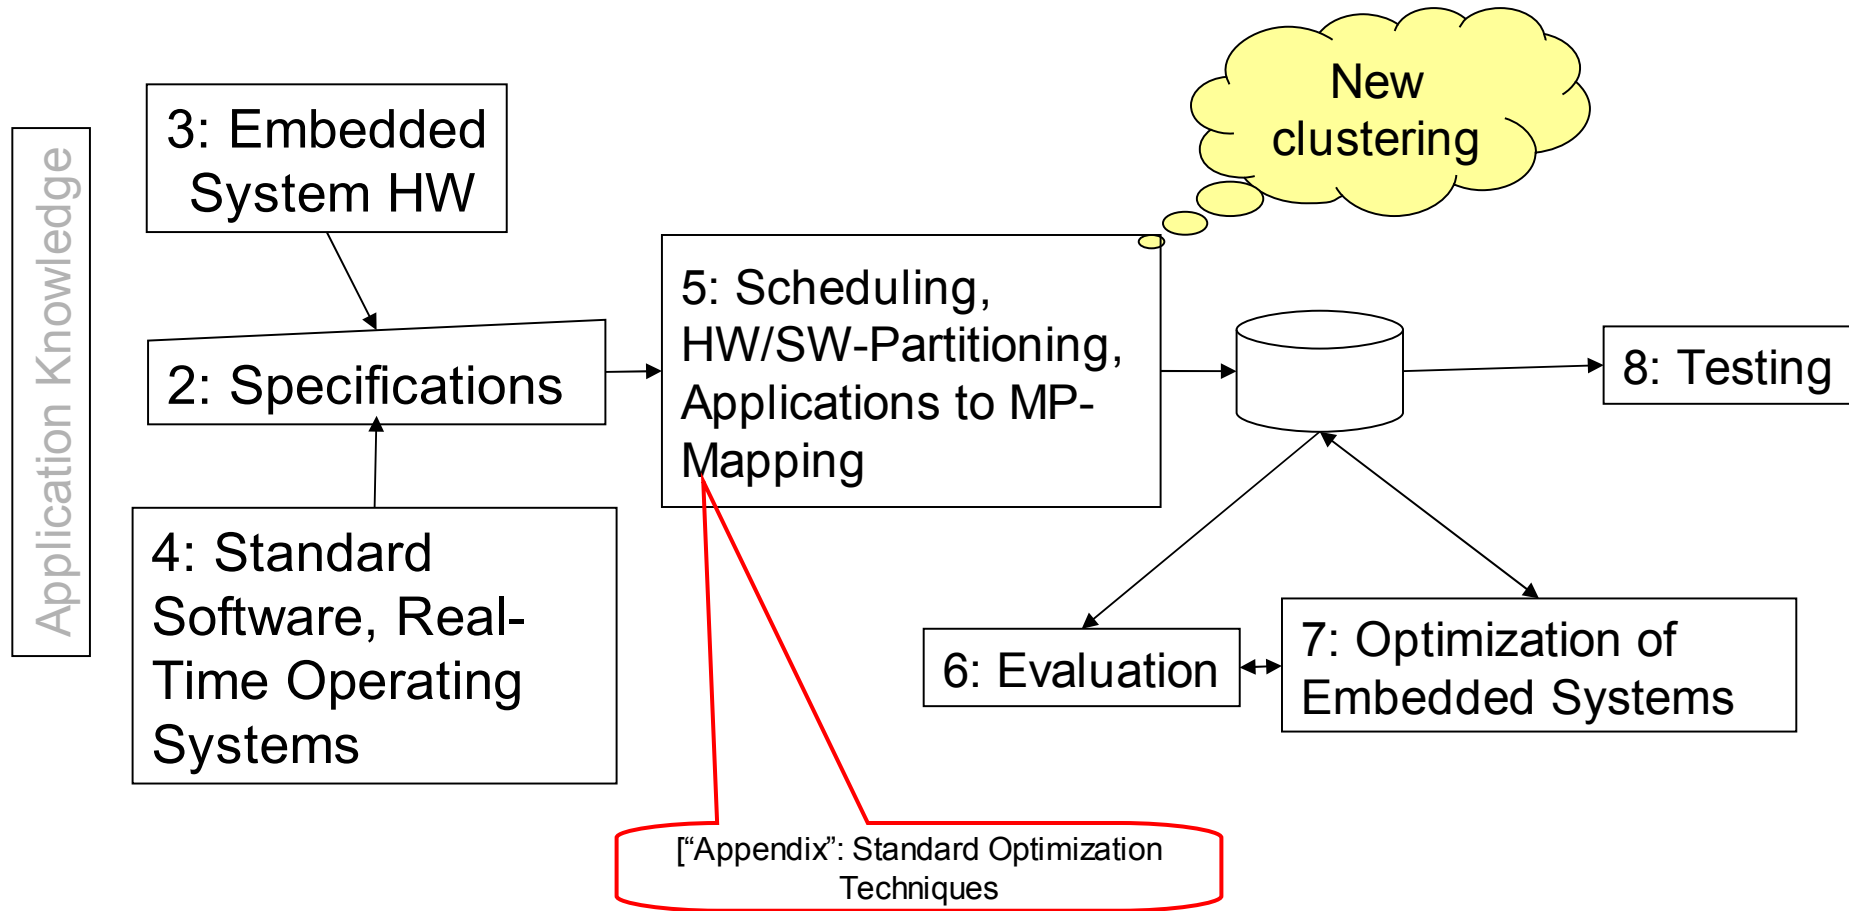 Application Knowledge
3: Embedded
System HW
2: Specifications
4: Standard
Software, Real-
Time Operating
Systems
5: Scheduling,
HW/SW-Partitioning,
Applications to MP-
Mapping
New
clustering
8: Testing
6: Evaluation
7: Optimization of
Embedded Systems
[“Appendix”: Standard Optimization
Techniques